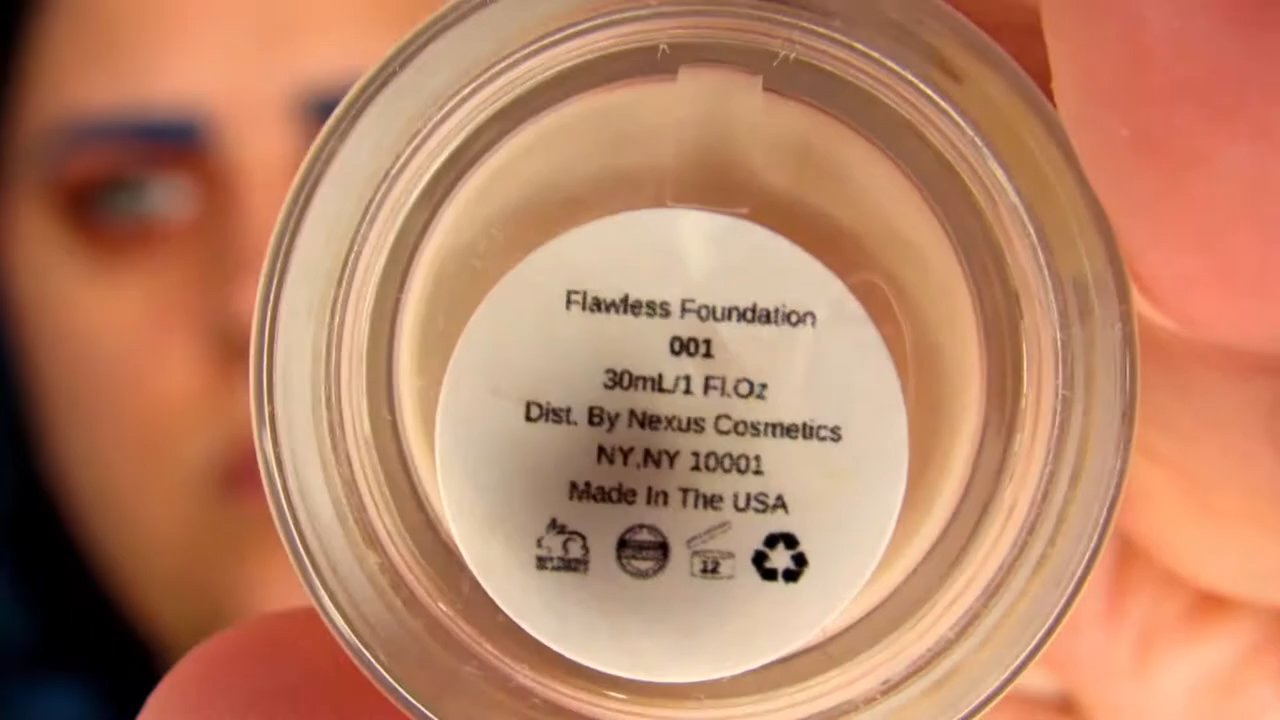 Flawless Foundation
001
30mL/1 Fl.Oz
Dist. By Nexus Cosmetics
NY,NY 10001
Made In The USA
12